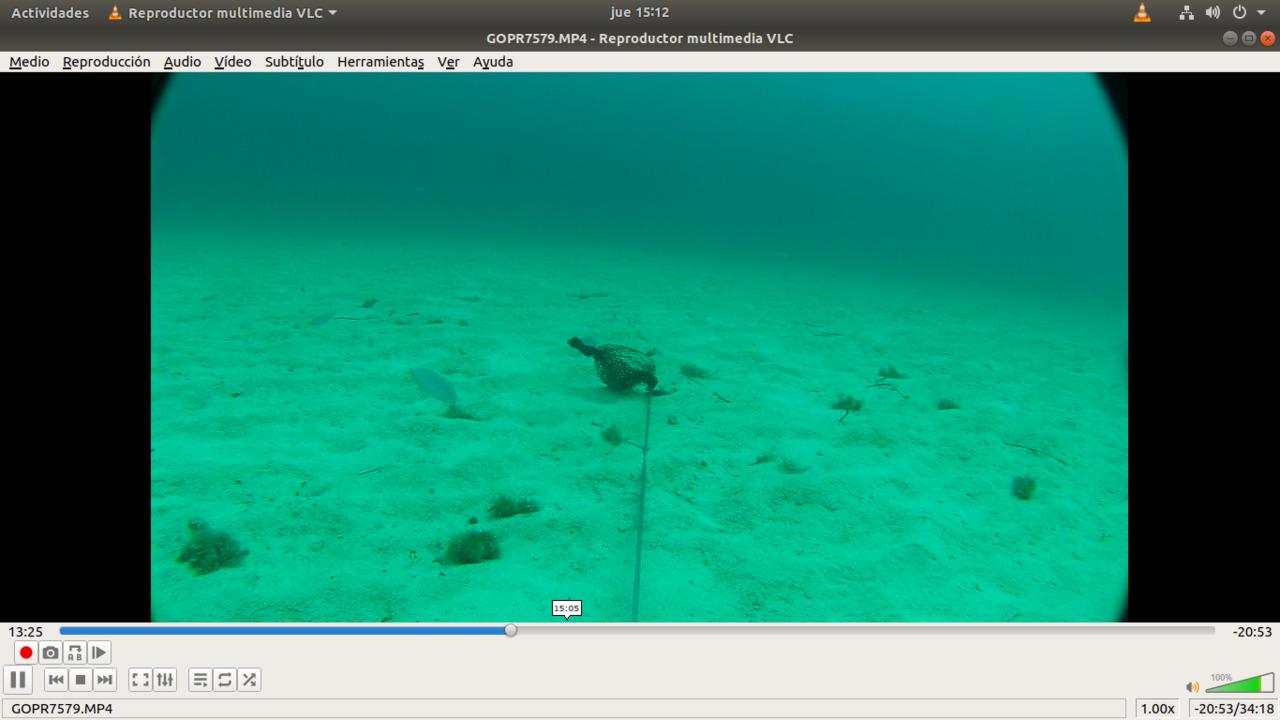 Actividades Reproductor multimedia VLC jue 15:12
GOPR7579.MP4 - Reproductor multimedia VLC
Medio Reproducción Audio Vídeo Subtítulo Herramientas Ver Ayuda
15:05
13:25 -20:53
A B
100%
GOPR7579.MP4 1.00x -20:53/34:18